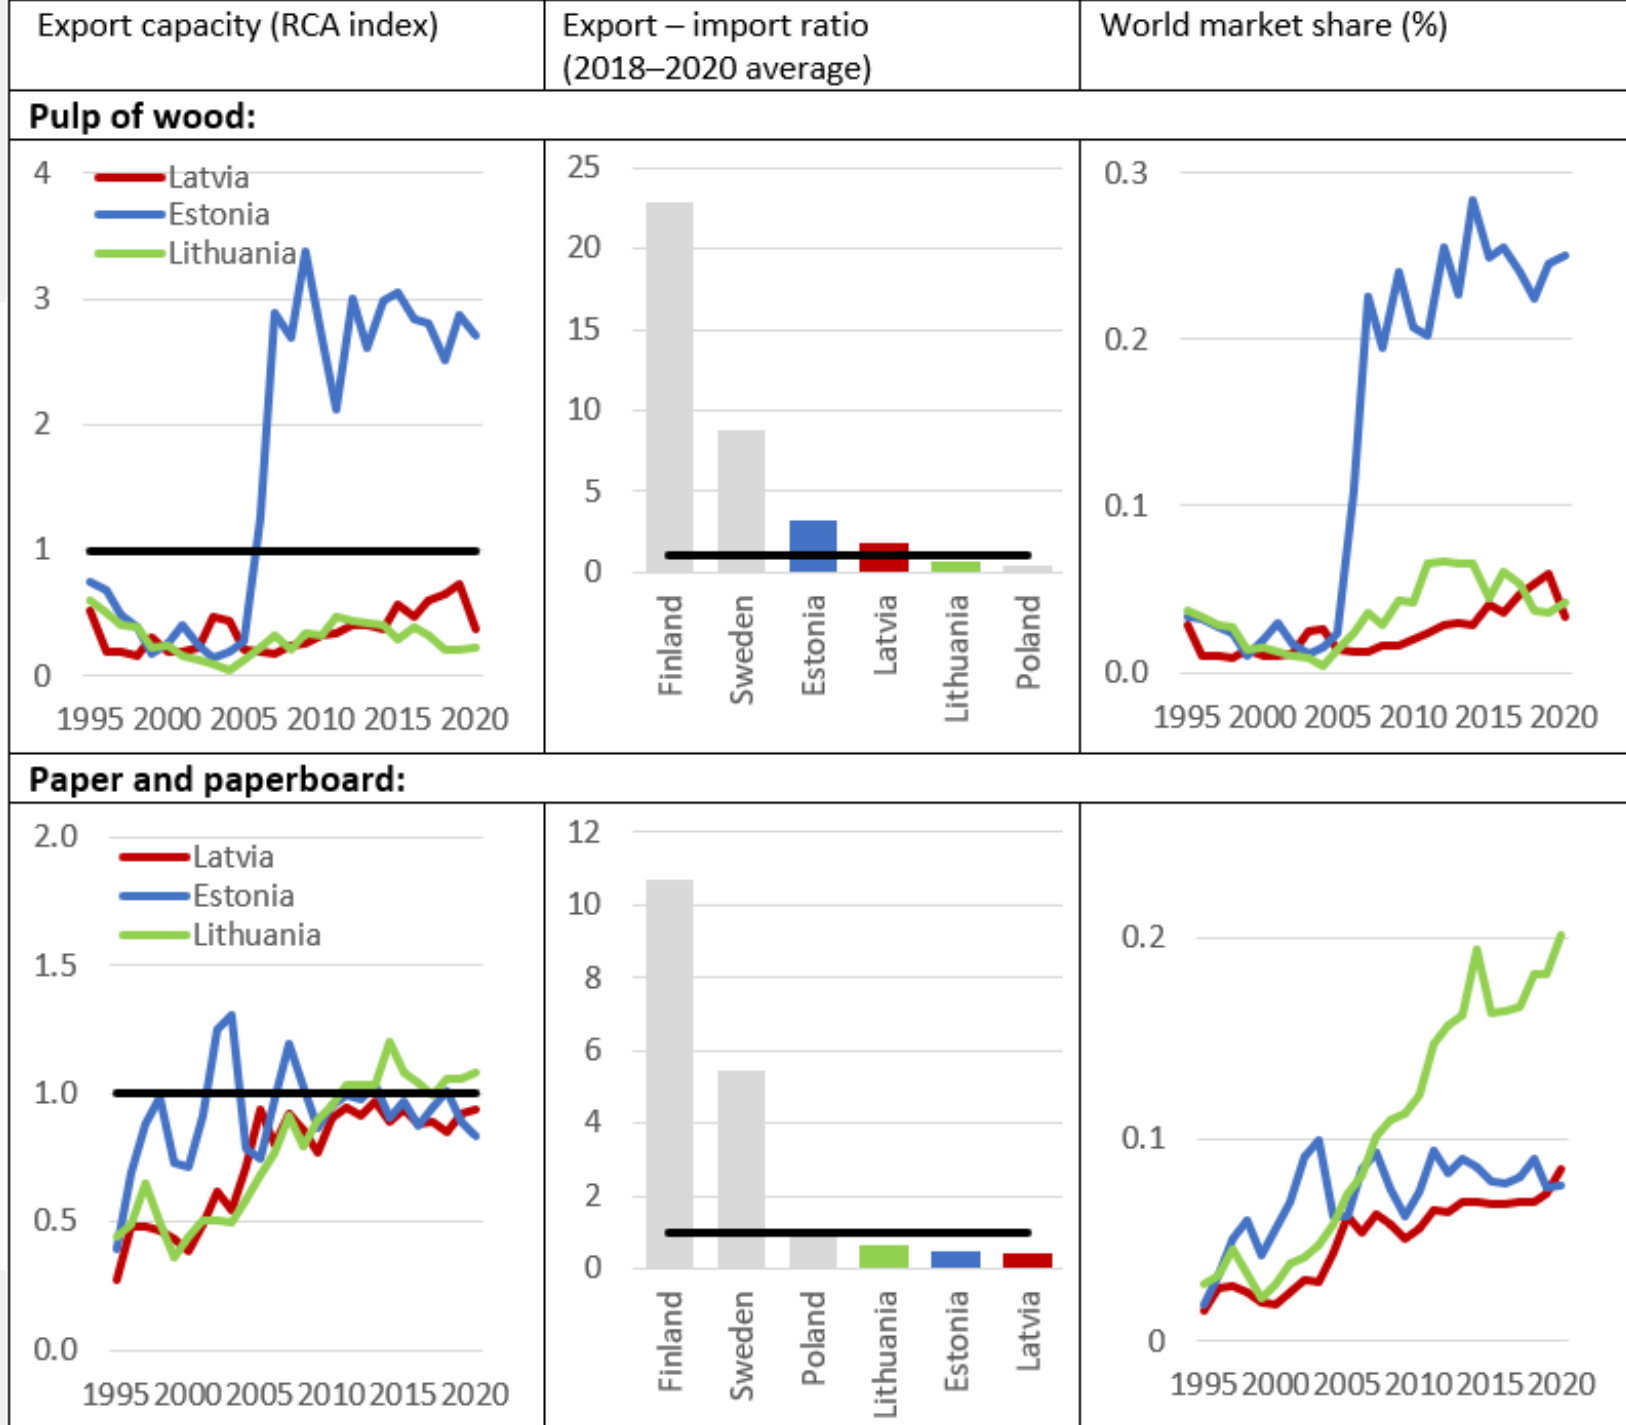 Export capacity (RCA index)
Export – import ratio
(2018–2020 average)
World market share (%)
Pulp of wood:
4
3
2
1
0
Latvia
Estonia
Lithuania
1995 2000 2005 2010 2015 2020
25
20
15
10
5
0
Finland
Sweden
Estonia
Latvia
Lithuania
Poland
0.3
0.2
0.1
0.0
1995 2000 2005 2010 2015 2020
Paper and paperboard:
2.0
1.5
1.0
0.5
0.0
Latvia
Estonia
Lithuania
1995 2000 2005 2010 2015 2020
12
10
8
6
4
2
0
Finland
Sweden
Poland
Lithuania
Estonia
Latvia
0.2
0.1
0
1995 2000 2005 2010 2015 2020